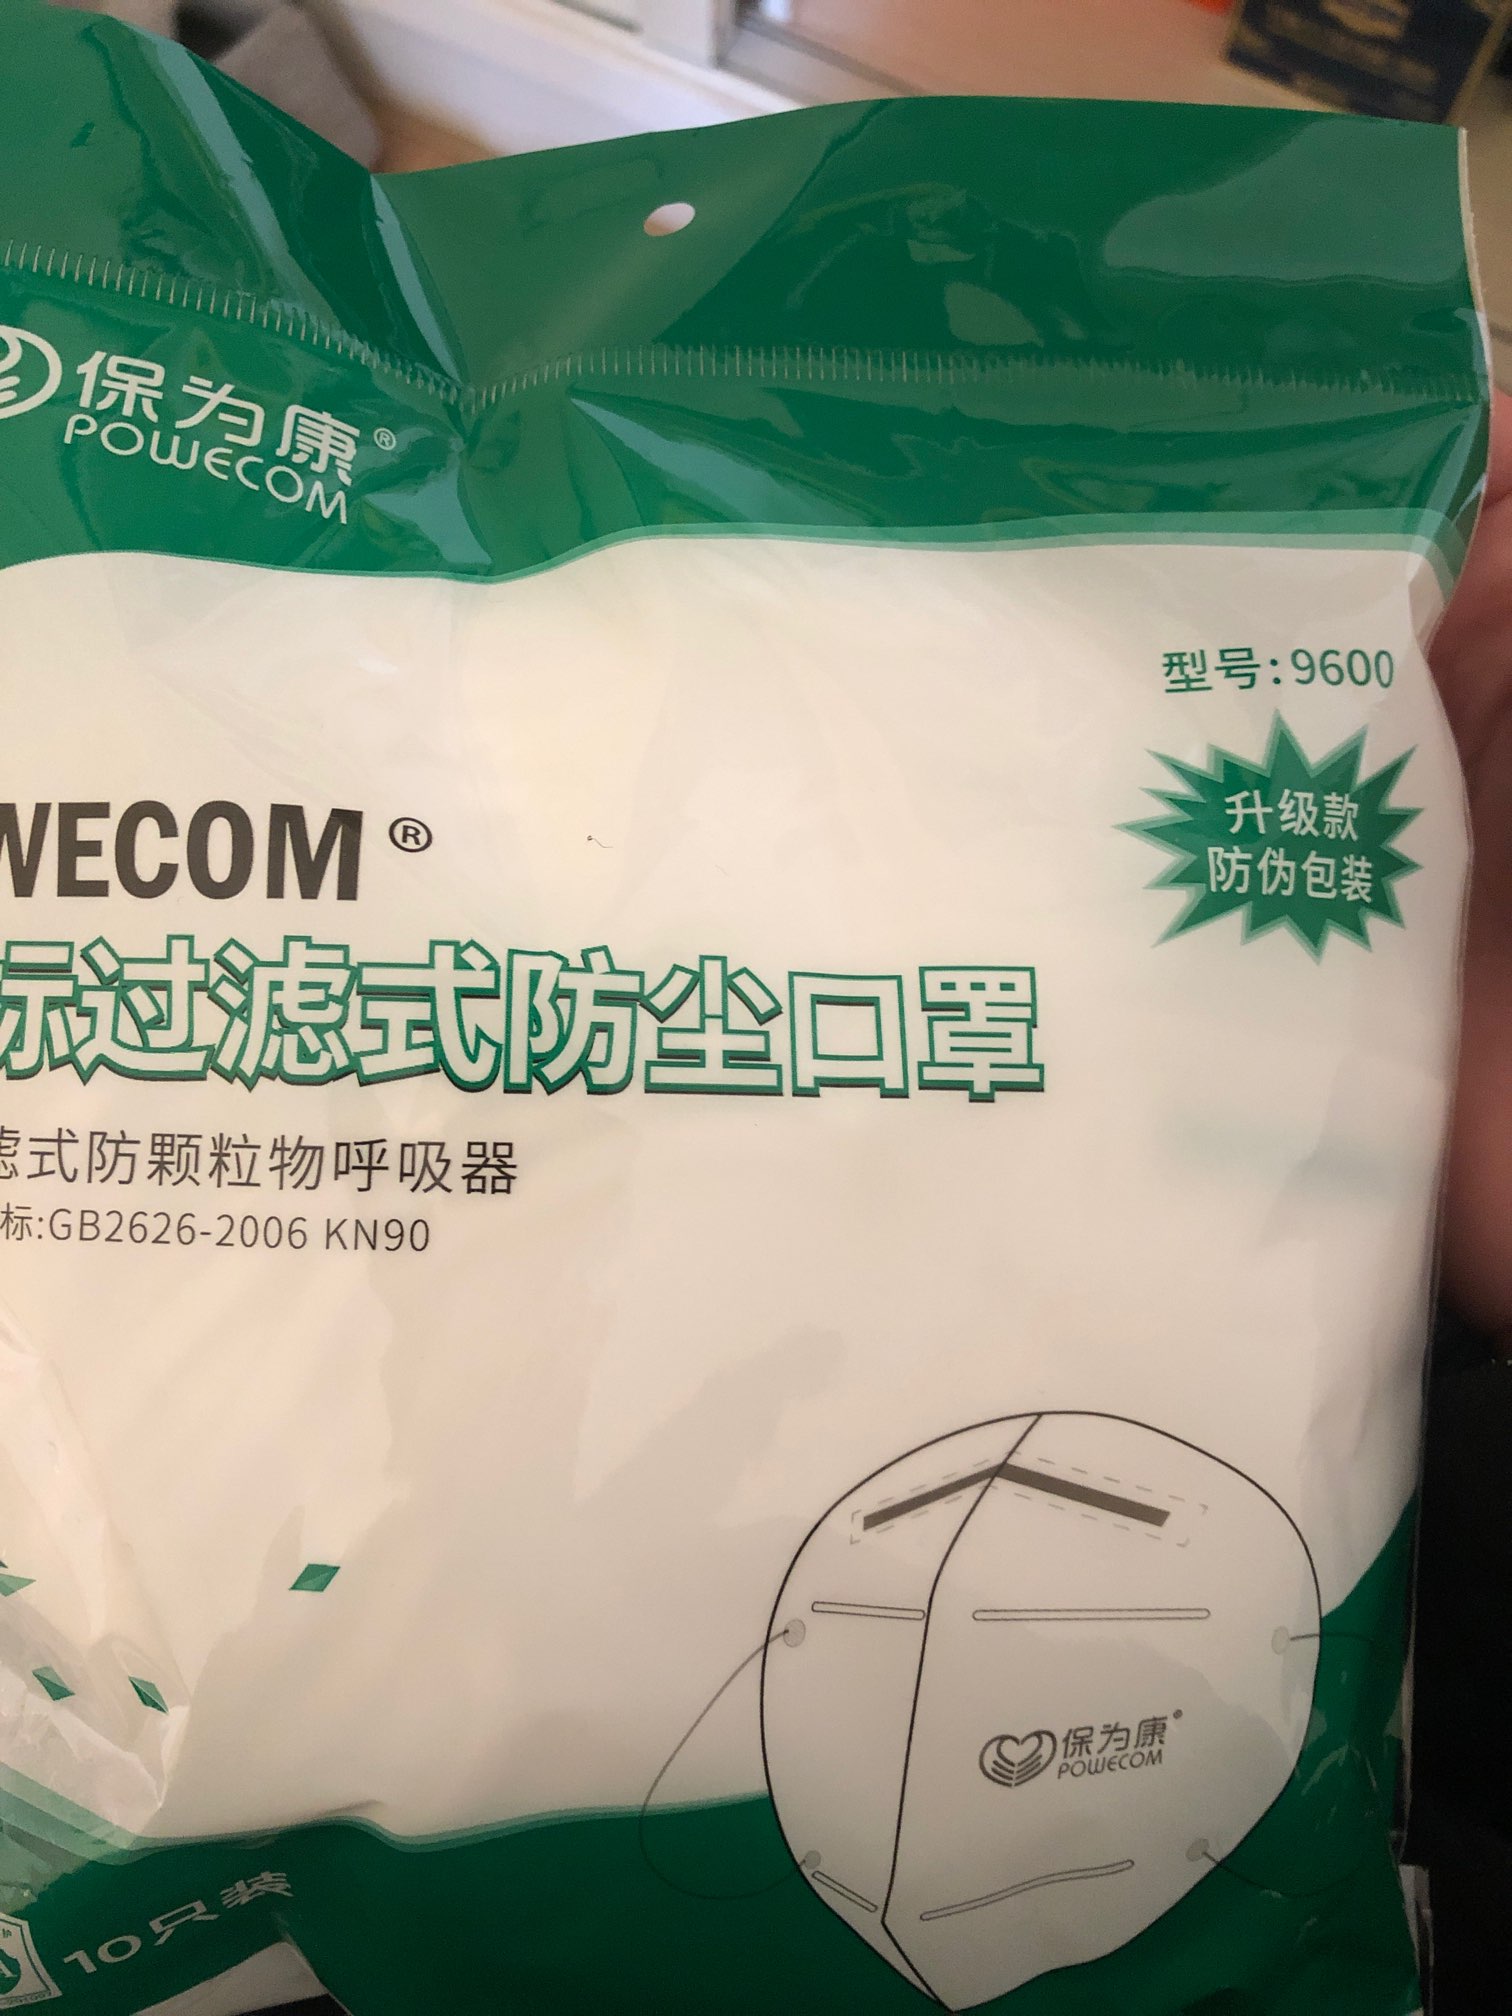 保为康®
POWECOM
型号:9600
升级款
防伪包装
WECOM®
标过滤式防尘口罩
滤式防颗粒物呼吸器
标:GB2626-2006 KN90
保为康
POWECOM
10只装